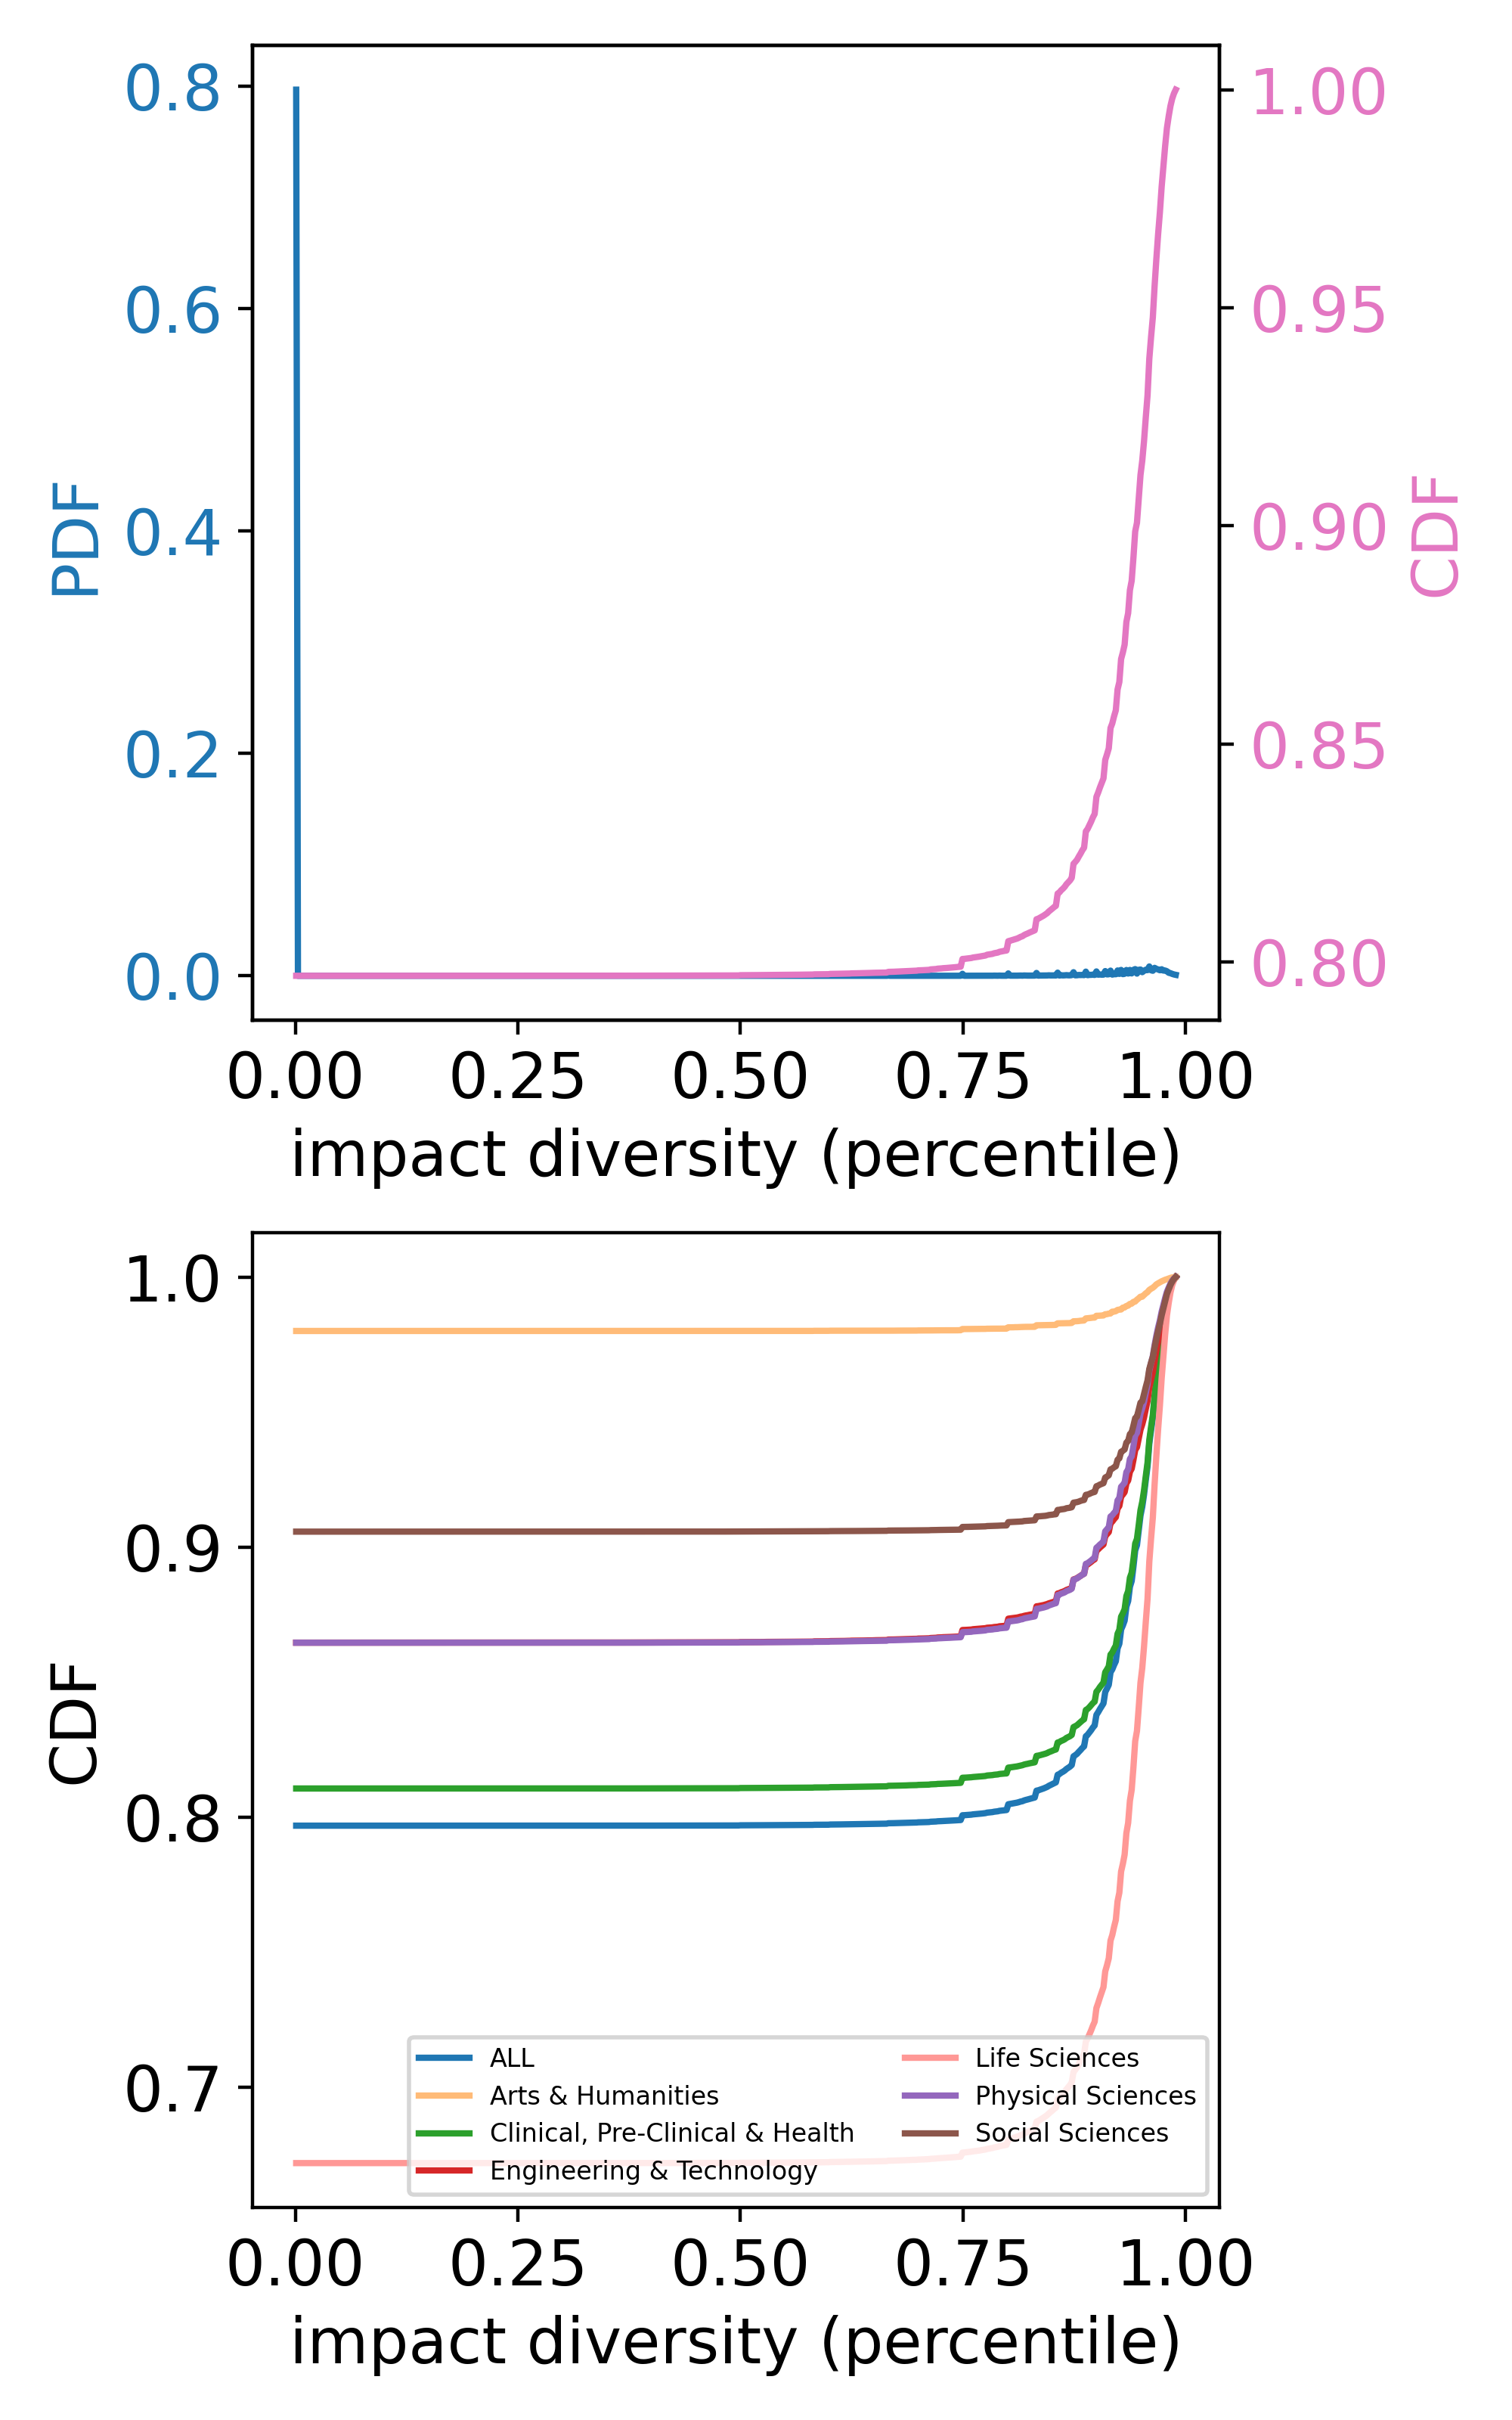 0.8
0.6
0.4
0.2
0.0
PDF
1.00
0.95
0.90
0.85
0.80
CDF
0.00 0.25 0.50 0.75 1.00
impact diversity (percentile)
1.0
0.9
0.8
0.7
CDF
ALL
Arts & Humanities
Clinical, Pre-Clinical & Health
Engineering & Technology
Life Sciences
Physical Sciences
Social Sciences
0.00 0.25 0.50 0.75 1.00
impact diversity (percentile)